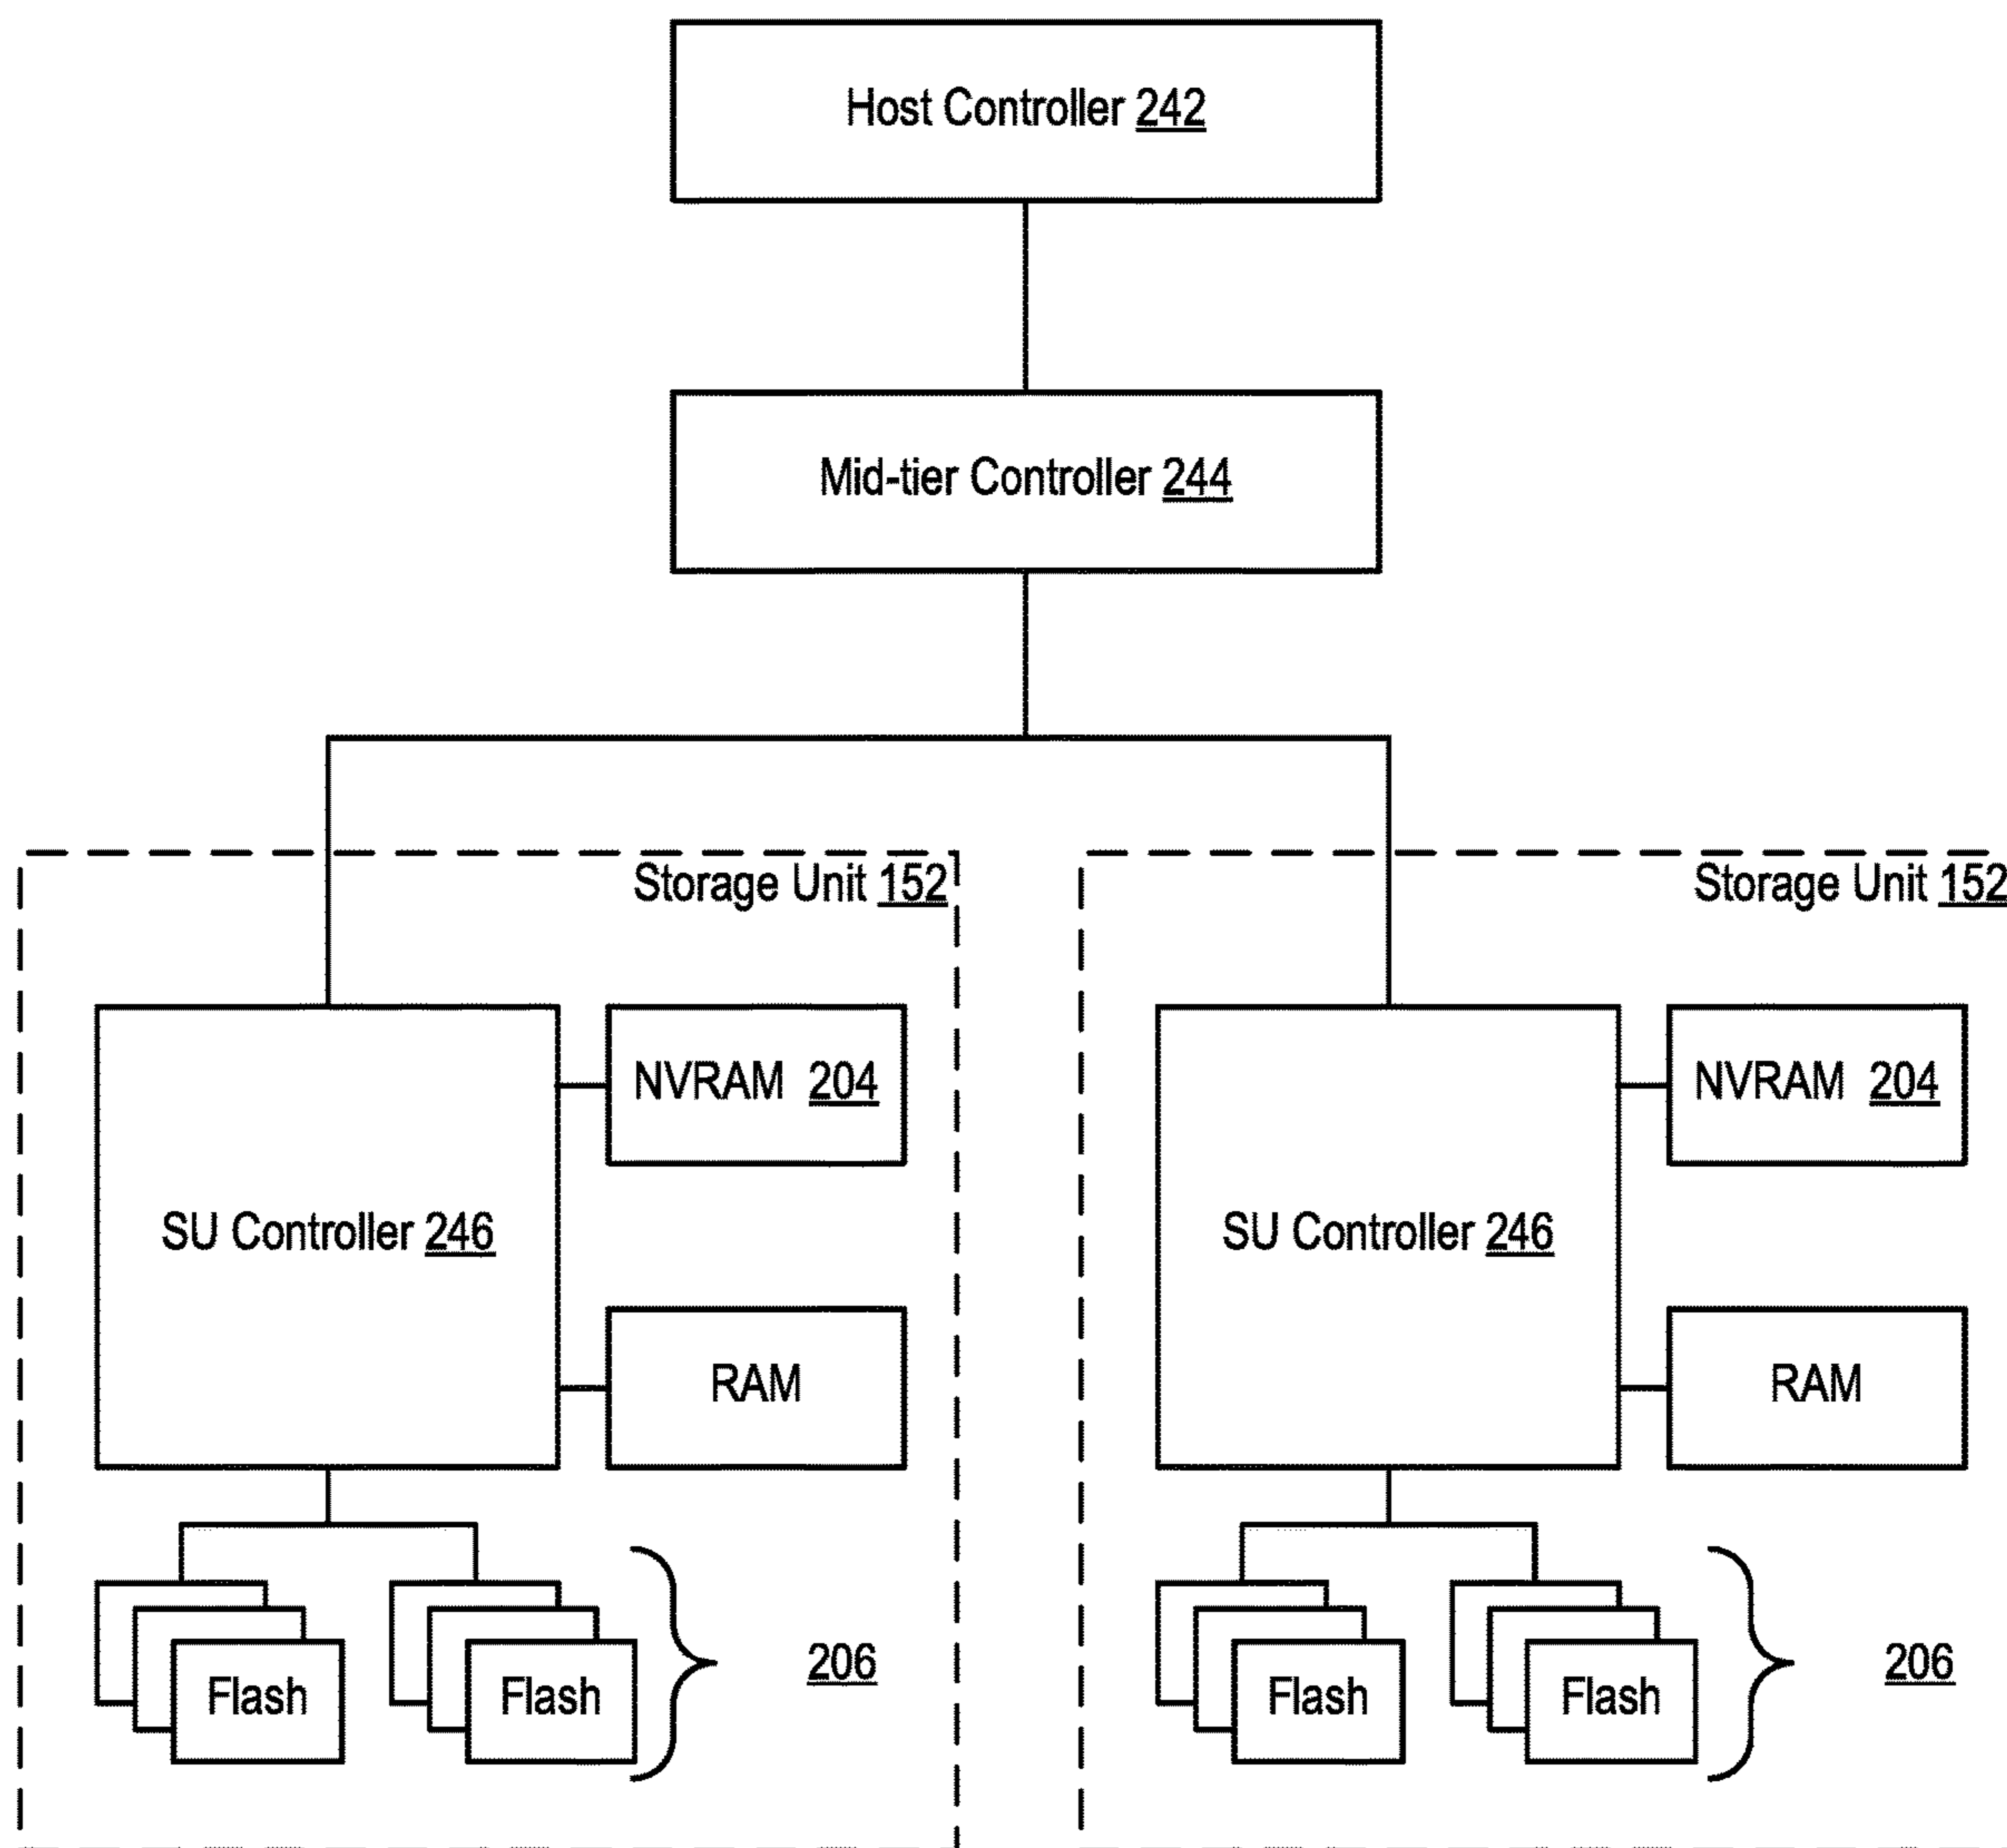 Host Controller 242
Mid-tier Controller 244
Storage Unit 152
Storage Unit 152
NVRAM 204
NVRAM 204
SU Controller 246
SU Controller 246
RAM
RAM
Flash
Flash
206
Flash
Flash
206